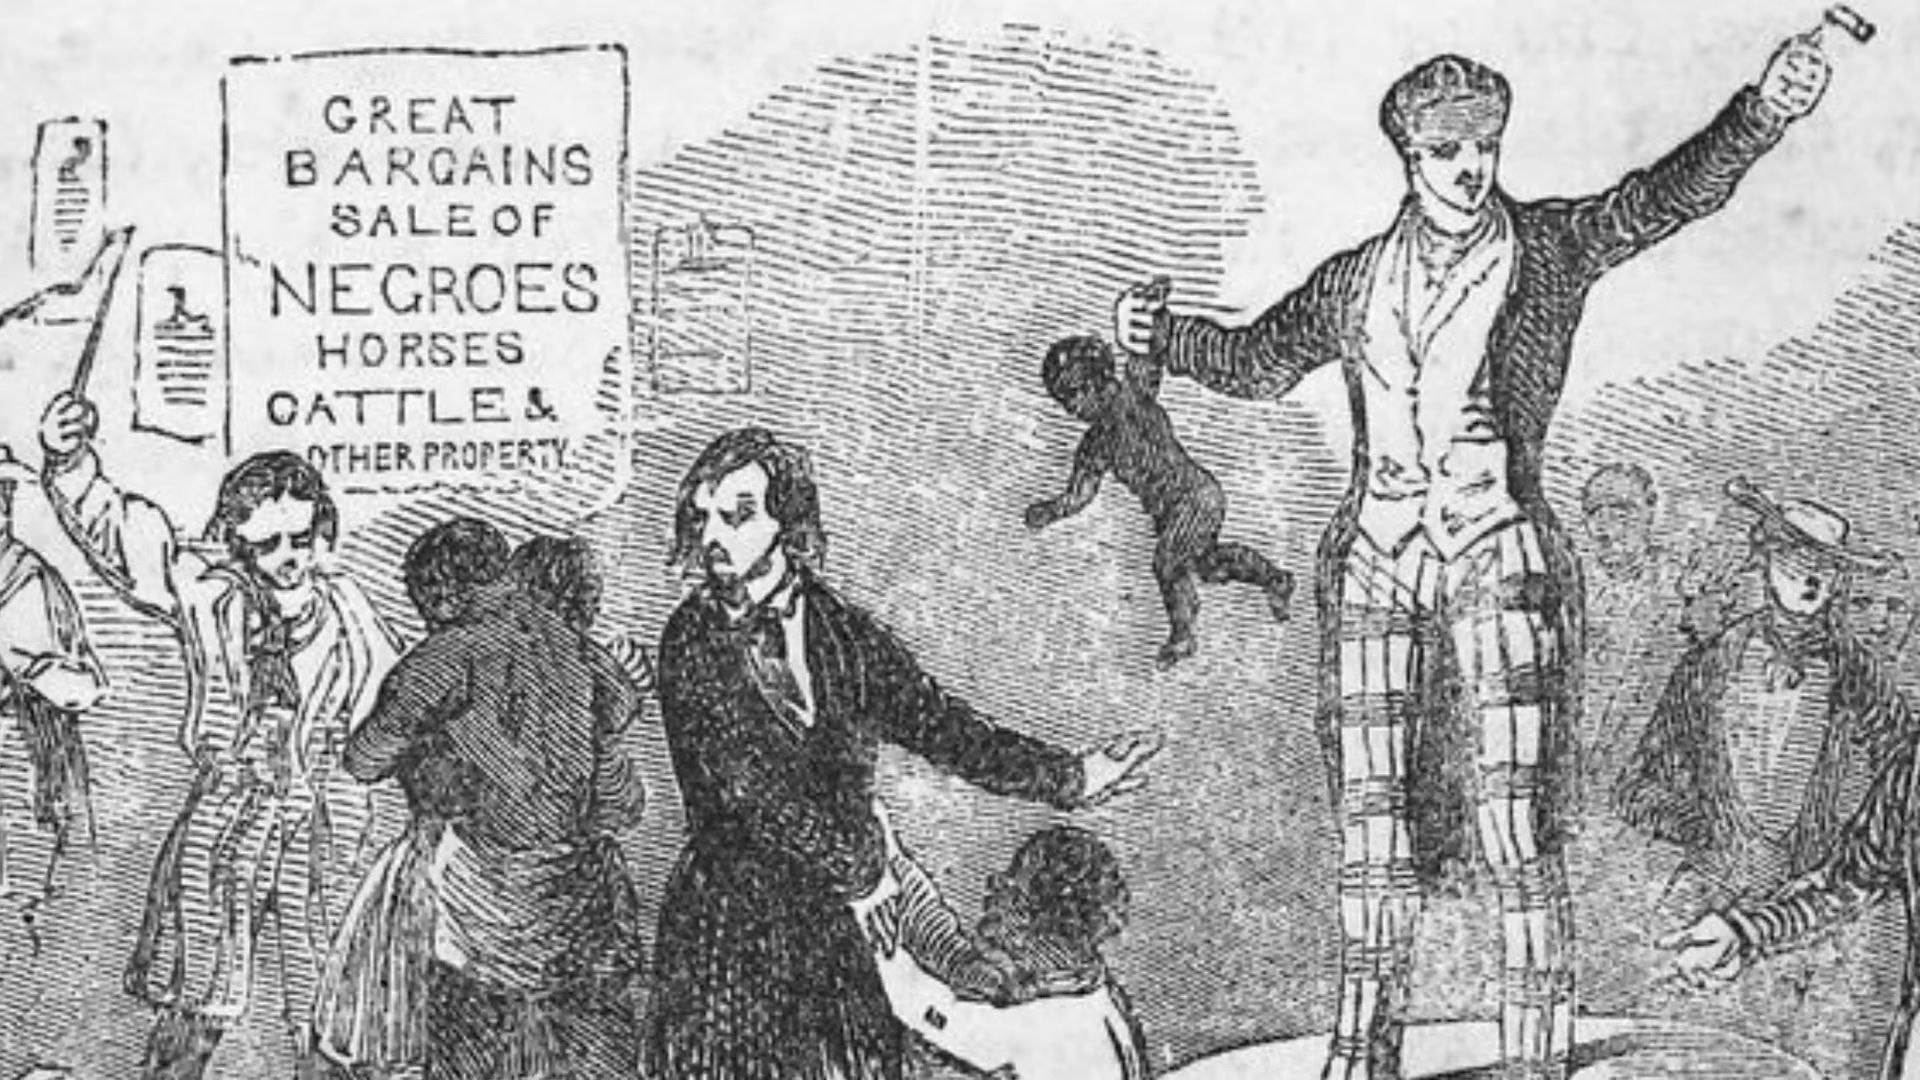 GREAT
BARGAINS
SALE OF
NEGROES
HORSES
CATTLE &
OTHER PROPERTY